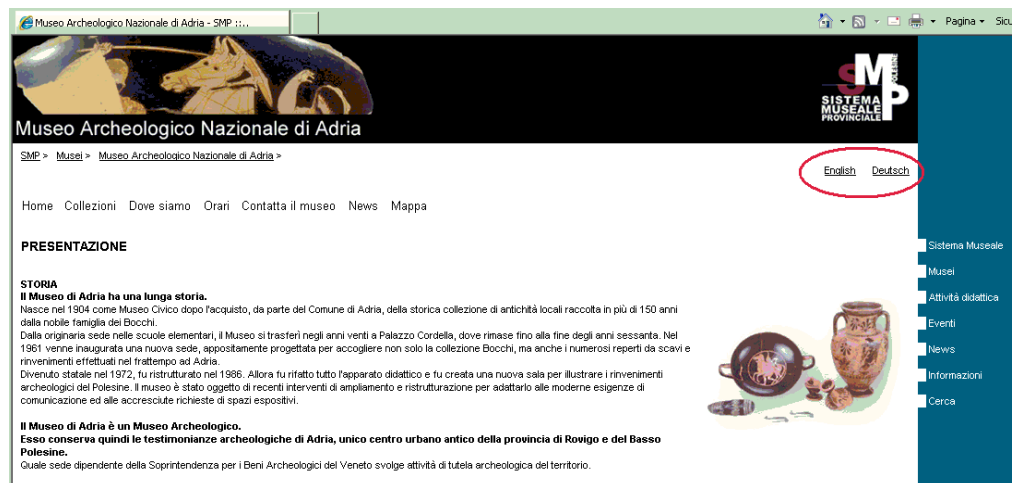 Museo Archeologico Nazionale di Adria - SMP ::..
Pagina
Museo Archeologico Nazionale di Adria
SMP
POLESINE
SISTEMA
MUSEALE
PROVINCIALE
SMP > Musei > Museo Archeologico Nazionale di Adria >
English Deutsch
Home Collezioni Dove siamo Orari Contatta il museo News Mappa
PRESENTAZIONE
STORIA
Il Museo di Adria ha una lunga storia.
Nasce nel 1904 come Museo Civico dopo l'acquisto, da parte del Comune di Adria, della storica collezione di antichità locali raccolta in più di 150 anni
dalla nobile famiglia dei Bocchi.
Dalla originaria sede nelle scuole elementari, il Museo si trasferì negli anni venti a Palazzo Cordella, dove rimase fino alla fine degli anni sessanta. Nel
1961 venne inaugurata una nuova sede, appositamente progettata per accogliere non solo la collezione Bocchi, ma anche i numerosi reperti da scavi e
rinvenimenti effettuati nel frattempo ad Adria.
Divenuto statale nel 1972, fu ristrutturato nel 1986. Allora fu rifatto tutto l'apparato didattico e fu creata una nuova sala per illustrare i rinvenimenti
archeologici del Polesine. Il museo è stato oggetto di recenti interventi di ampliamento e ristrutturazione per adattarlo alle moderne esigenze di
comunicazione ed alle accresciute richieste di spazi espositivi.
Il Museo di Adria è un Museo Archeologico.
Esso conserva quindi le testimonianze archeologiche di Adria, unico centro urbano antico della provincia di Rovigo e del Basso
Polesine.
Quale sede dipendente della Soprintendenza per i Beni Archeologici del Veneto svolge attività di tutela archeologica del territorio.
Sistema Museale
Musei
Attività didattica
Eventi
News
Informazioni
Cerca